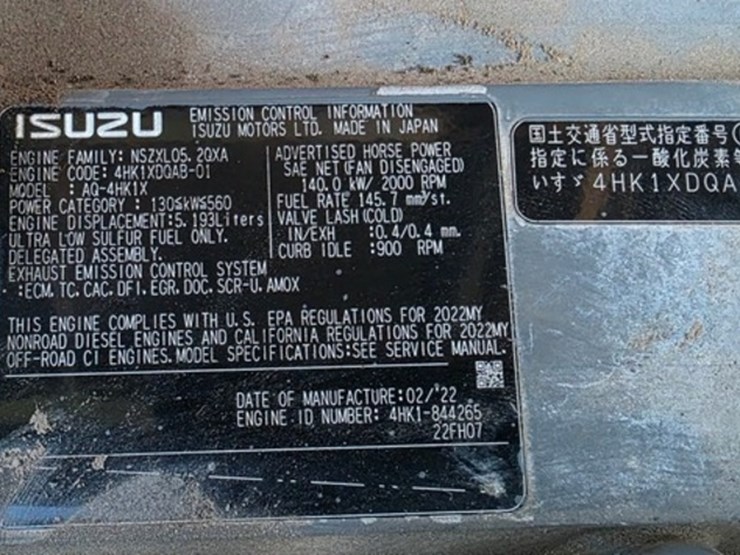 ISUZU
EMISSION CONTROL INFORMATION
ISUZU MOTORS LTD. MADE IN JAPAN
ENGINE FAMILY: NSZXL05.2QXA
ENGINE CODE: 4HK1XDQAB-01
MODEL : AQ-4HK1X
POWER CATEGORY : 130≤kW≤560
ENGINE DISPLACEMENT:5.193Liters
ULTRA LOW SULFUR FUEL ONLY.
DELEGATED ASSEMBLY.
EXHAUST EMISSION CONTROL SYSTEM
:ECM, TC, CAC, DFI, EGR, DOC, SCR-U, AMOX
ADVERTISED HORSE POWER
SAE NET(FAN DISENGAGED)
140.0 kW/ 2000 RPM
FUEL RATE 145.7 mm³/st.
VALVE LASH(COLD)
IN/EXH :0.4/0.4 mm.
CURB IDLE :900 RPM
THIS ENGINE COMPLIES WITH U.S. EPA REGULATIONS FOR 2022MY
NONROAD DIESEL ENGINES AND CALIFORNIA REGULATIONS FOR 2022MY
OFF-ROAD CI ENGINES. MODEL SPECIFICATIONS:SEE SERVICE MANUAL.
DATE OF MANUFACTURE:02/'22
ENGINE ID NUMBER: 4HK1-844265
22FH07
国土交通省型式指定番号
指定に係る一酸化炭素等
いすゞ 4HK1XDQA